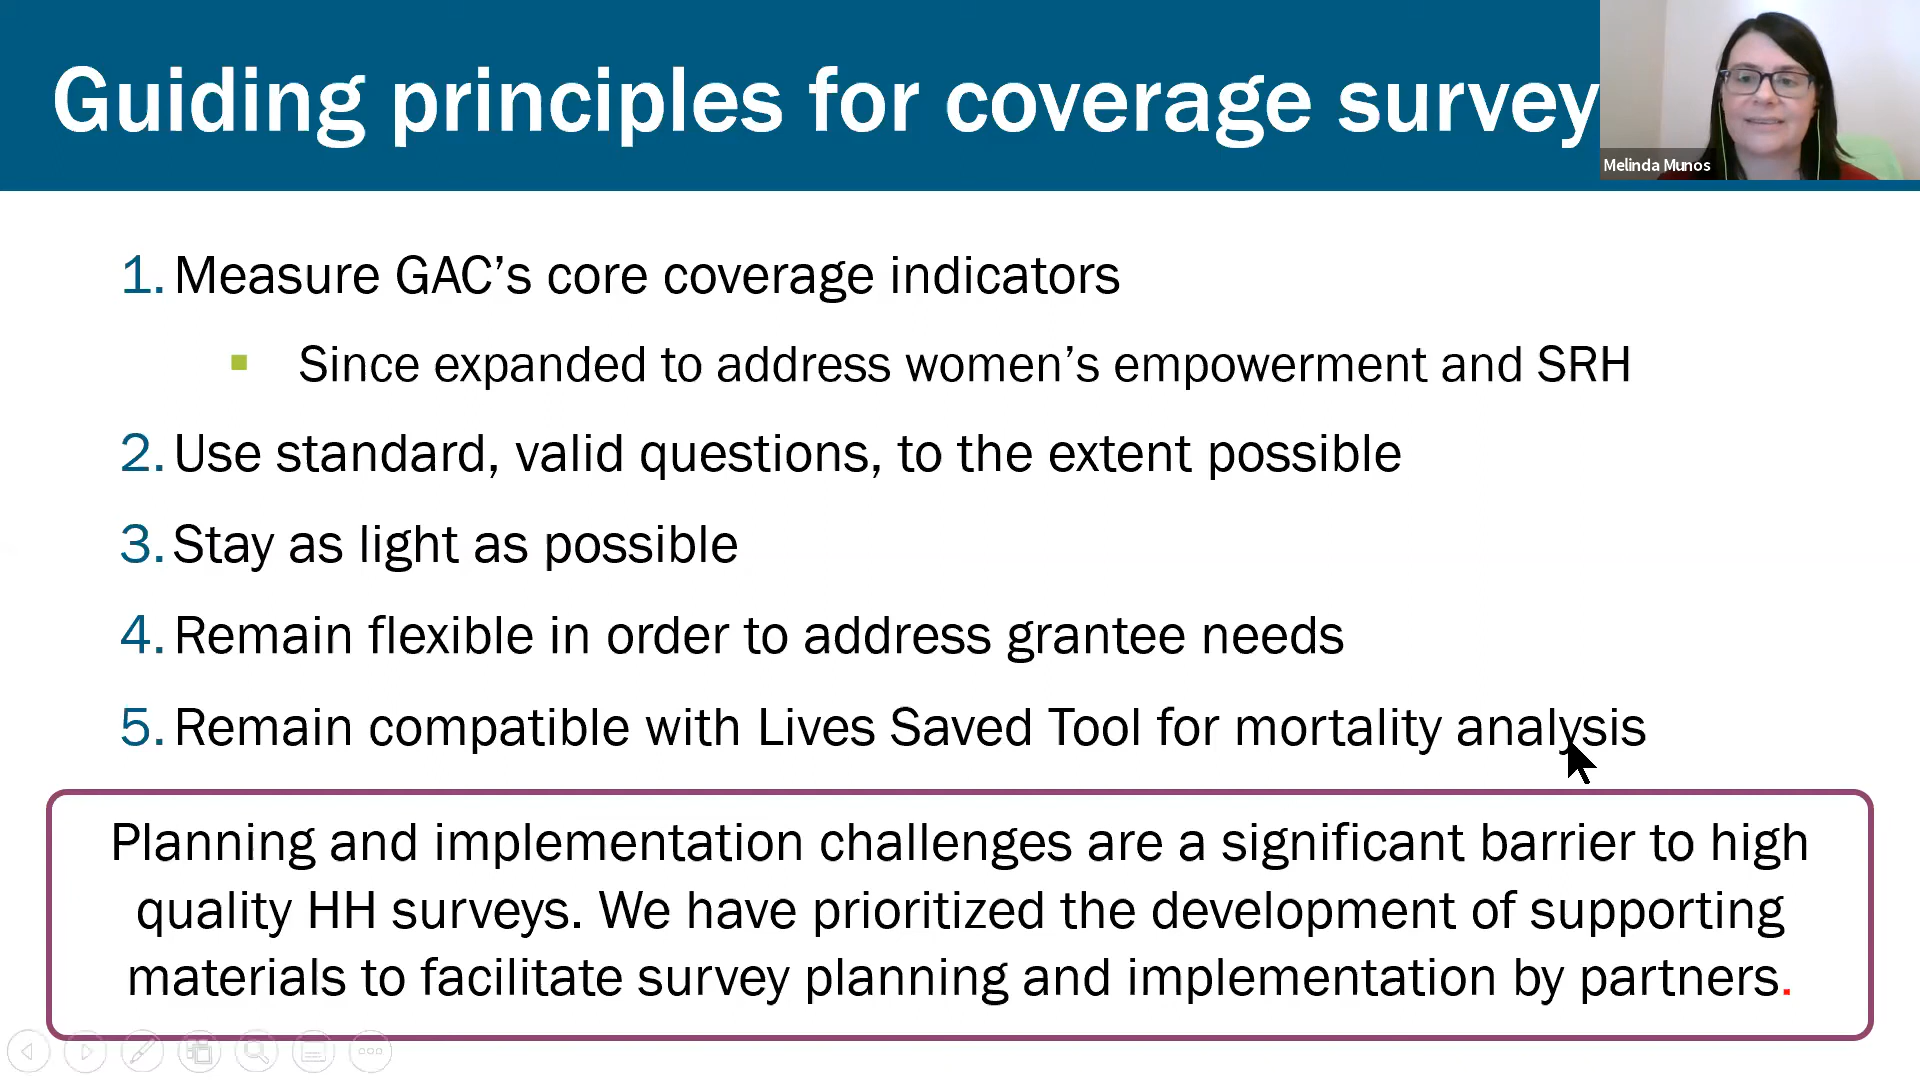 Guiding principles for coverage survey
Melinda Munos
1. Measure GAC’s core coverage indicators
Since expanded to address women’s empowerment and SRH
2. Use standard, valid questions, to the extent possible
3. Stay as light as possible
4. Remain flexible in order to address grantee needs
5. Remain compatible with Lives Saved Tool for mortality analysis
Planning and implementation challenges are a significant barrier to high
quality HH surveys. We have prioritized the development of supporting
materials to facilitate survey planning and implementation by partners.